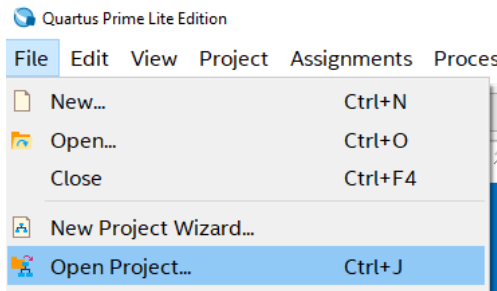 Quartus Prime Lite Edition
File Edit View Project Assignments
New... Ctrl+N
Open... Ctrl+O
Close Ctrl+F4
New Project Wizard...
Open Project... Ctrl+J